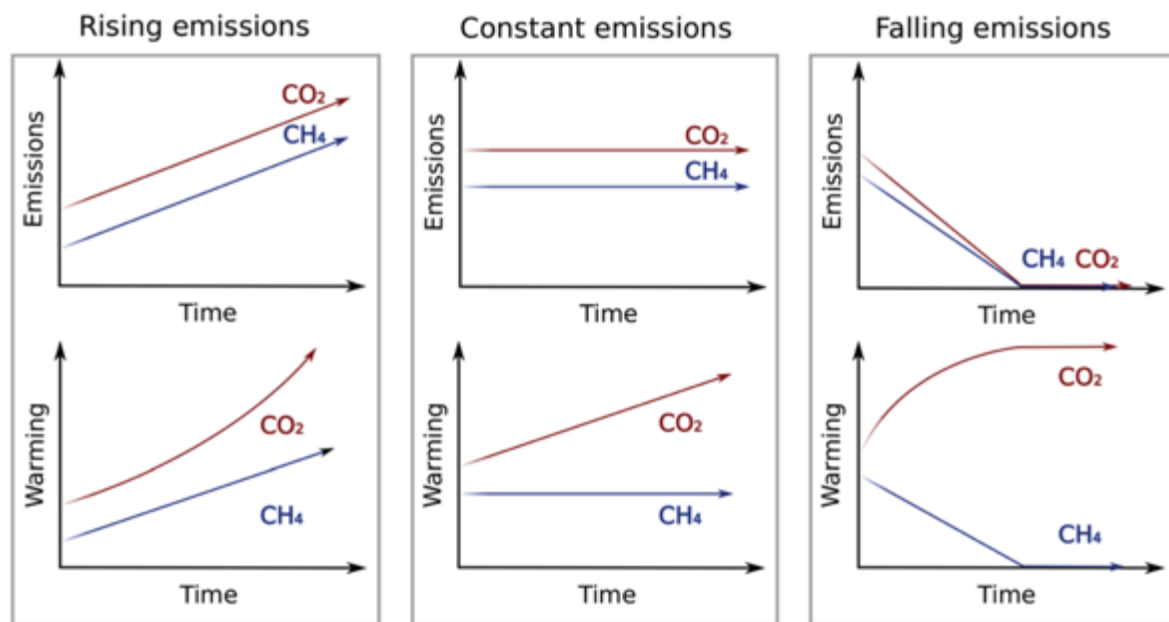 Rising emissions
Emissions
CO₂
CH₄
Time
Warming
CO₂
CH₄
Time
Constant emissions
Emissions
CO₂
CH₄
Time
Warming
CO₂
CH₄
Time
Falling emissions
Emissions
CH₄ CO₂
Time
Warming
CO₂
CH₄
Time